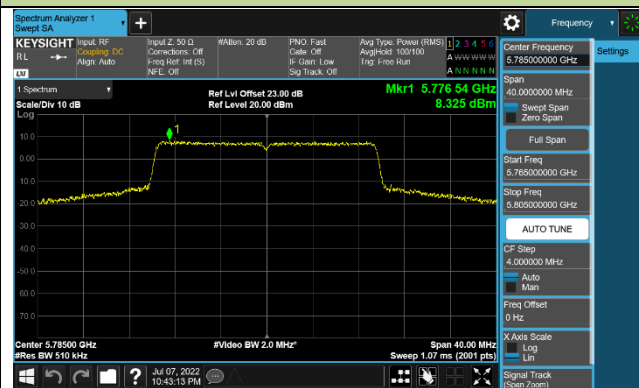 Spectrum Analyzer 1
Swept SA
Frequency
KEYSIGHT
RL
LXI
Input: RF
Coupling: DC
Align: Auto
Input Z: 50 Ω
Corrections: Off
Freq Ref: Int (S)
NFE: Off
#Atten: 20 dB
PNO: Fast
Gate: Off
IF Gain: Low
Sig Track: Off
Avg Type: Power (RMS)
Avg|Hold: 100/100
Trig: Free Run
1 2 3 4 5 6
A W W W W W
A N N N N N
1 Spectrum
Scale/Div 10 dB
Log
Ref Lvl Offset 23.00 dB
Ref Level 20.00 dBm
Mkr1 5.776 54 GHz
8.325 dBm
1
10.0
0.00
-10.0
-20.0
-30.0
-40.0
-50.0
-60.0
-70.0
Center 5.78500 GHz
#Res BW 510 kHz
#Video BW 2.0 MHz*
Span 40.00 MHz
Sweep 1.07 ms (2001 pts)
Center Frequency
5.785000000 GHz
Settings
Span
40.0000000 MHz
Swept Span
Zero Span
Full Span
Start Freq
5.765000000 GHz
Stop Freq
5.805000000 GHz
AUTO TUNE
CF Step
4.000000 MHz
Auto
Man
Freq Offset
0 Hz
X Axis Scale
Log
Lin
Signal Track
(Span Zoom)
Jul 07, 2022
10:43:13 PM